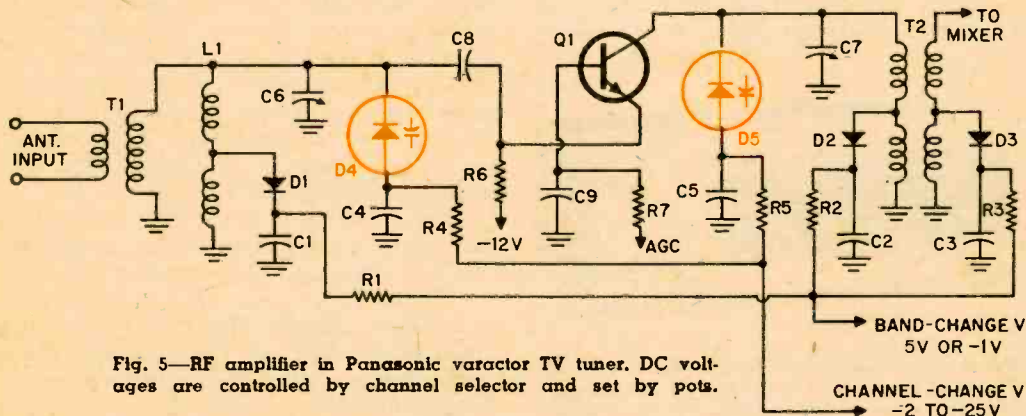 C8
Q1
T2
TO
MIXER
L1
C7
C6
T1
ANT.
INPUT
D4
D5
D2
D3
D1
R6
C9
R7
C5
R5
R2
R3
C4
R4
C1
-12V
AGC
C2
C3
R1
BAND-CHANGE V
5V OR -1V
Fig. 5—RF amplifier in Panasonic varactor TV tuner. DC volt-
ages are controlled by channel selector and set by pots.
CHANNEL-CHANGE V
-2 TO -25V